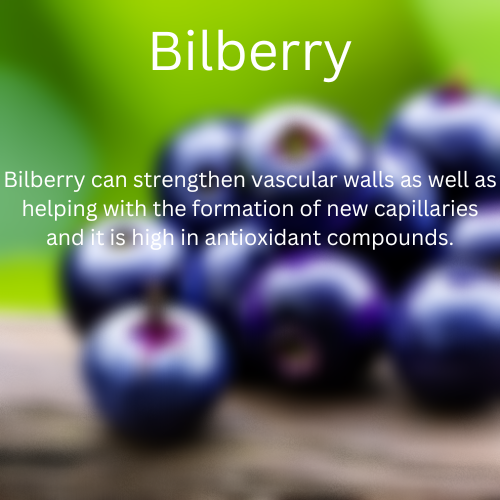 Bilberry
Bilberry can strengthen vascular walls as well as
helping with the formation of new capillaries
and it is high in antioxidant compounds.